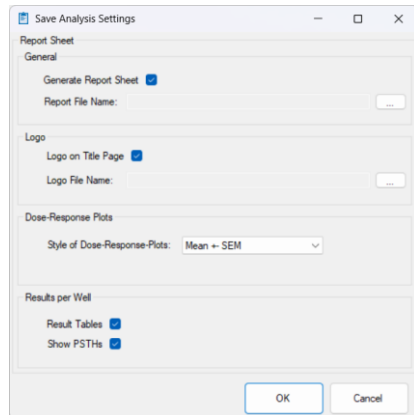 Save Analysis Settings
Report Sheet
General
Generate Report Sheet
Report File Name:
...
Logo
Logo on Title Page
Logo File Name:
...
Dose-Response Plots
Style of Dose-Response-Plots: Mean +- SEM
Results per Well
Result Tables
Show PSTHs
OK Cancel